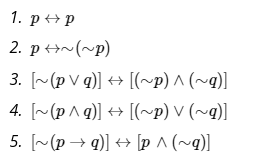 1. p ↔ p
2. p ↔∼(∼p)
3. [∼(p ∨ q)] ↔ [(∼p) ∧ (∼q)]
4. [∼(p ∧ q)] ↔ [(∼p) ∨ (∼q)]
5. [∼(p → q)] ↔ [p ∧ (∼q)]